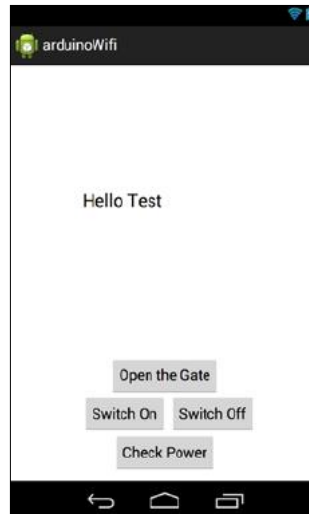 arduinoWifi
Hello Test
Open the Gate
Switch On Switch Off
Check Power